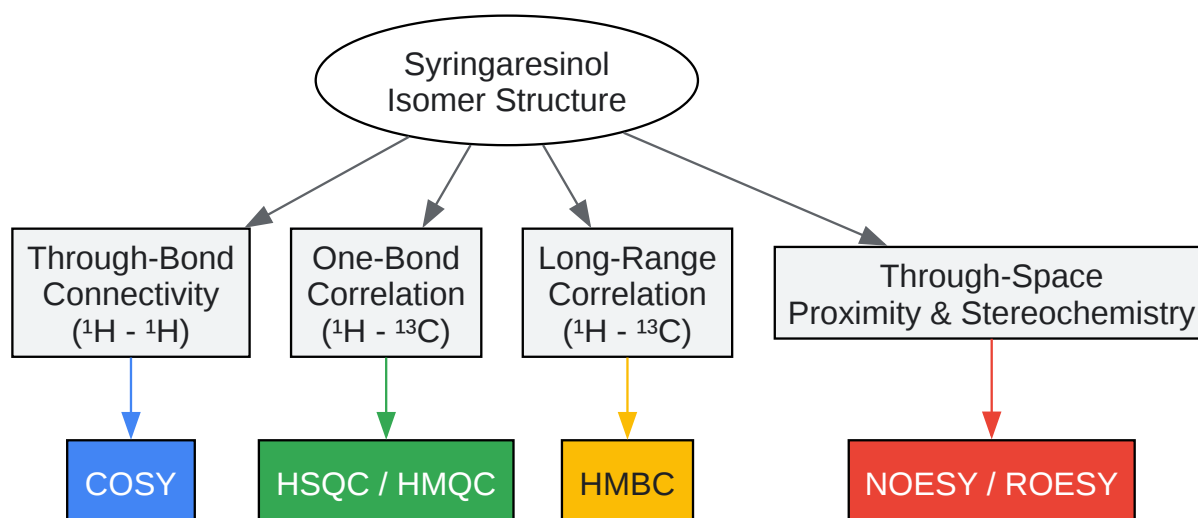 Syringaresinol
Isomer Structure
Through-Bond
Connectivity
(¹H - ¹H)
One-Bond
Correlation
(¹H - ¹³C)
Long-Range
Correlation
(¹H - ¹³C)
Through-Space
Proximity & Stereochemistry
COSY
HSQC / HMQC
HMBC
NOESY / ROESY